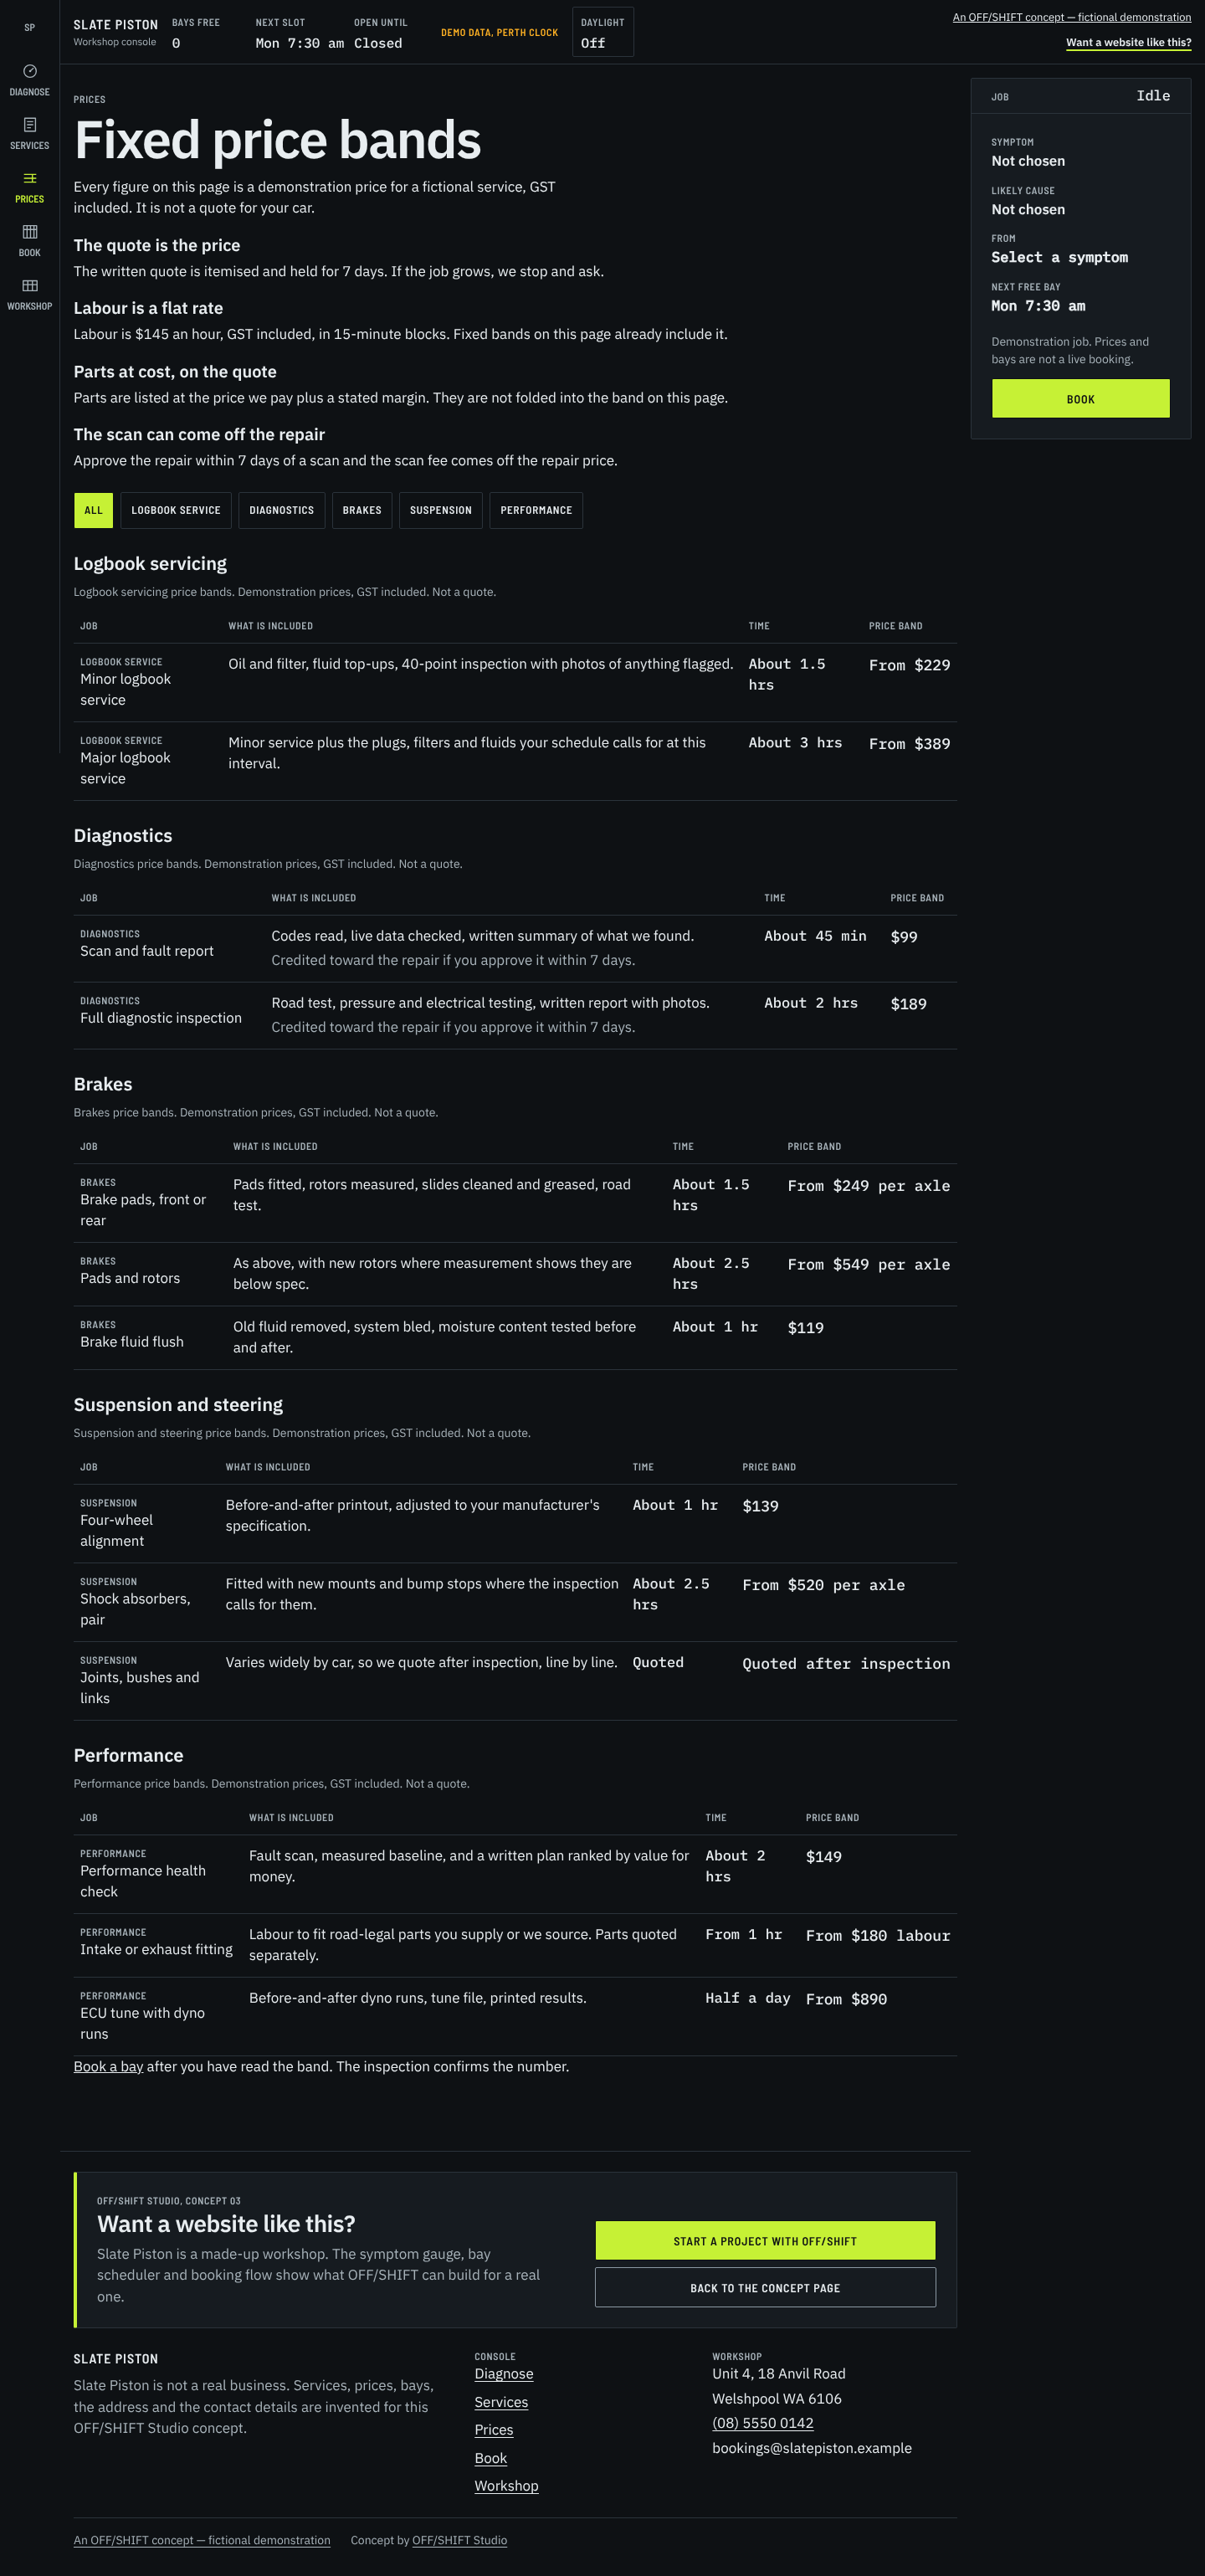 SP
DIAGNOSE
SERVICES
PRICES
BOOK
WORKSHOP
SLATE PISTON
Workshop console
BAYS FREE
0
NEXT SLOT
Mon 7:30 am
OPEN UNTIL
Closed
DEMO DATA, PERTH CLOCK
DAYLIGHT
Off
An OFF/SHIFT concept — fictional demonstration
Want a website like this?
PRICES
Fixed price bands
Every figure on this page is a demonstration price for a fictional service, GST
included. It is not a quote for your car.
The quote is the price
The written quote is itemised and held for 7 days. If the job grows, we stop and ask.
Labour is a flat rate
Labour is $145 an hour, GST included, in 15-minute blocks. Fixed bands on this page already include it.
Parts at cost, on the quote
Parts are listed at the price we pay plus a stated margin. They are not folded into the band on this page.
The scan can come off the repair
Approve the repair within 7 days of a scan and the scan fee comes off the repair price.
JOB
Idle
SYMPTOM
Not chosen
LIKELY CAUSE
Not chosen
FROM
Select a symptom
NEXT FREE BAY
Mon 7:30 am
Demonstration job. Prices and
bays are not a live booking.
BOOK
ALL
LOGBOOK SERVICE
DIAGNOSTICS
BRAKES
SUSPENSION
PERFORMANCE
Logbook servicing
Logbook servicing price bands. Demonstration prices, GST included. Not a quote.
JOB WHAT IS INCLUDED TIME PRICE BAND
LOGBOOK SERVICE
Minor logbook
service
Oil and filter, fluid top-ups, 40-point inspection with photos of anything flagged.
About 1.5
hrs
From $229
LOGBOOK SERVICE
Major logbook
service
Minor service plus the plugs, filters and fluids your schedule calls for at this
interval.
About 3 hrs
From $389
Diagnostics
Diagnostics price bands. Demonstration prices, GST included. Not a quote.
JOB WHAT IS INCLUDED TIME PRICE BAND
DIAGNOSTICS
Scan and fault report
Codes read, live data checked, written summary of what we found.
Credited toward the repair if you approve it within 7 days.
About 45 min
$99
DIAGNOSTICS
Full diagnostic inspection
Road test, pressure and electrical testing, written report with photos.
Credited toward the repair if you approve it within 7 days.
About 2 hrs
$189
Brakes
Brakes price bands. Demonstration prices, GST included. Not a quote.
JOB WHAT IS INCLUDED TIME PRICE BAND
BRAKES
Brake pads, front or
rear
Pads fitted, rotors measured, slides cleaned and greased, road
test.
About 1.5
hrs
From $249 per axle
BRAKES
Pads and rotors
As above, with new rotors where measurement shows they are
below spec.
About 2.5
hrs
From $549 per axle
BRAKES
Brake fluid flush
Old fluid removed, system bled, moisture content tested before
and after.
About 1 hr
$119
Suspension and steering
Suspension and steering price bands. Demonstration prices, GST included. Not a quote.
JOB WHAT IS INCLUDED TIME PRICE BAND
SUSPENSION
Four-wheel
alignment
Before-and-after printout, adjusted to your manufacturer's
specification.
About 1 hr
$139
SUSPENSION
Shock absorbers,
pair
Fitted with new mounts and bump stops where the inspection
calls for them.
About 2.5
hrs
From $520 per axle
SUSPENSION
Joints, bushes and
links
Varies widely by car, so we quote after inspection, line by line.
Quoted
Quoted after inspection
Performance
Performance price bands. Demonstration prices, GST included. Not a quote.
JOB WHAT IS INCLUDED TIME PRICE BAND
PERFORMANCE
Performance health
check
Fault scan, measured baseline, and a written plan ranked by value for
money.
About 2
hrs
$149
PERFORMANCE
Intake or exhaust fitting
Labour to fit road-legal parts you supply or we source. Parts quoted
separately.
From 1 hr
From $180 labour
PERFORMANCE
ECU tune with dyno
runs
Before-and-after dyno runs, tune file, printed results.
Half a day
From $890
Book a bay after you have read the band. The inspection confirms the number.
OFF/SHIFT STUDIO, CONCEPT 03
Want a website like this?
Slate Piston is a made-up workshop. The symptom gauge, bay
scheduler and booking flow show what OFF/SHIFT can build for a real
one.
START A PROJECT WITH OFF/SHIFT
BACK TO THE CONCEPT PAGE
SLATE PISTON
Slate Piston is not a real business. Services, prices, bays,
the address and the contact details are invented for this
OFF/SHIFT Studio concept.
CONSOLE
Diagnose
Services
Prices
Book
Workshop
WORKSHOP
Unit 4, 18 Anvil Road
Welshpool WA 6106
(08) 5550 0142
bookings@slatepiston.example
An OFF/SHIFT concept — fictional demonstration
Concept by OFF/SHIFT Studio